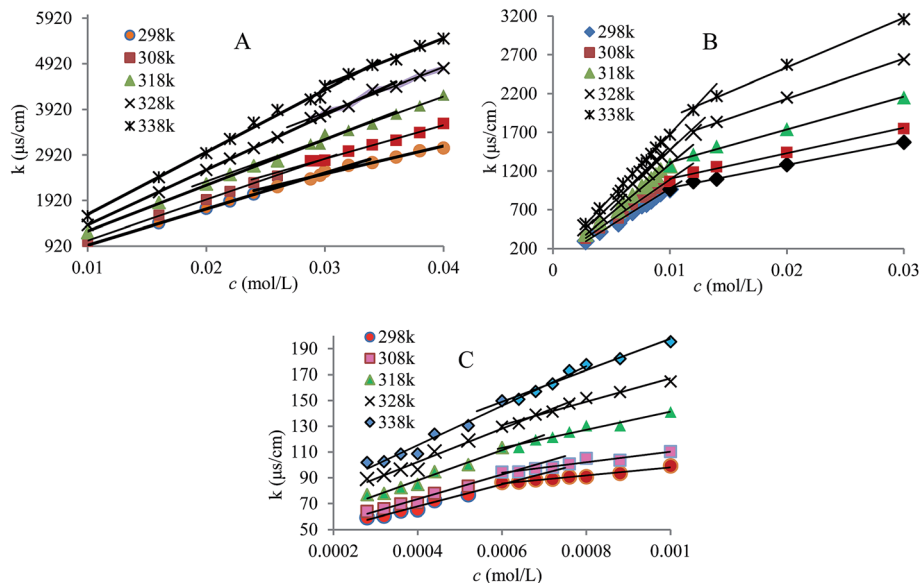 A
k (μs/cm)
5920
4920
3920
2920
1920
920
298k
308k
318k
328k
338k
0.01
0.02
0.03
0.04
c (mol/L)
B
k (μs/cm)
3200
2700
2200
1700
1200
700
200
298k
308k
318k
328k
338k
0
0.01
0.02
0.03
c (mol/L)
C
k (μs/cm)
190
170
150
130
110
90
70
50
298k
308k
318k
328k
338k
0.0002
0.0004
0.0006
0.0008
0.001
c (mol/L)